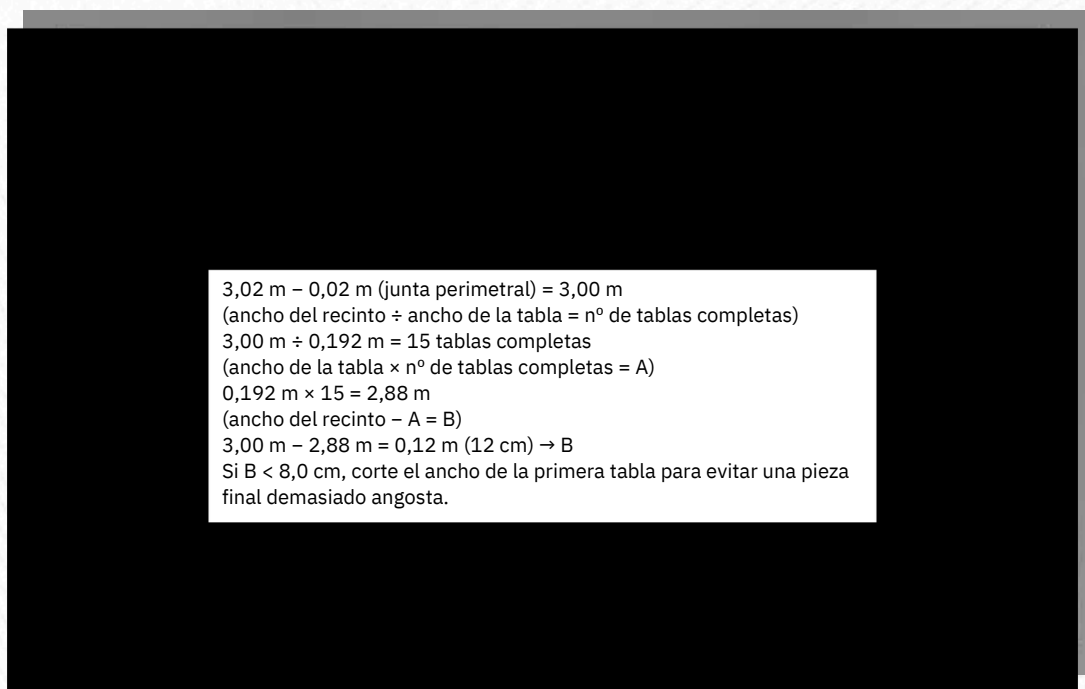 3,02 m – 0,02 m (junta perimetral) = 3,00 m
(ancho del recinto ÷ ancho de la tabla = nº de tablas completas)
3,00 m ÷ 0,192 m = 15 tablas completas
(ancho de la tabla × nº de tablas completas = A)
0,192 m × 15 = 2,88 m
(ancho del recinto – A = B)
3,00 m – 2,88 m = 0,12 m (12 cm) → B
Si B < 8,0 cm, corte el ancho de la primera tabla para evitar una pieza
final demasiado angosta.